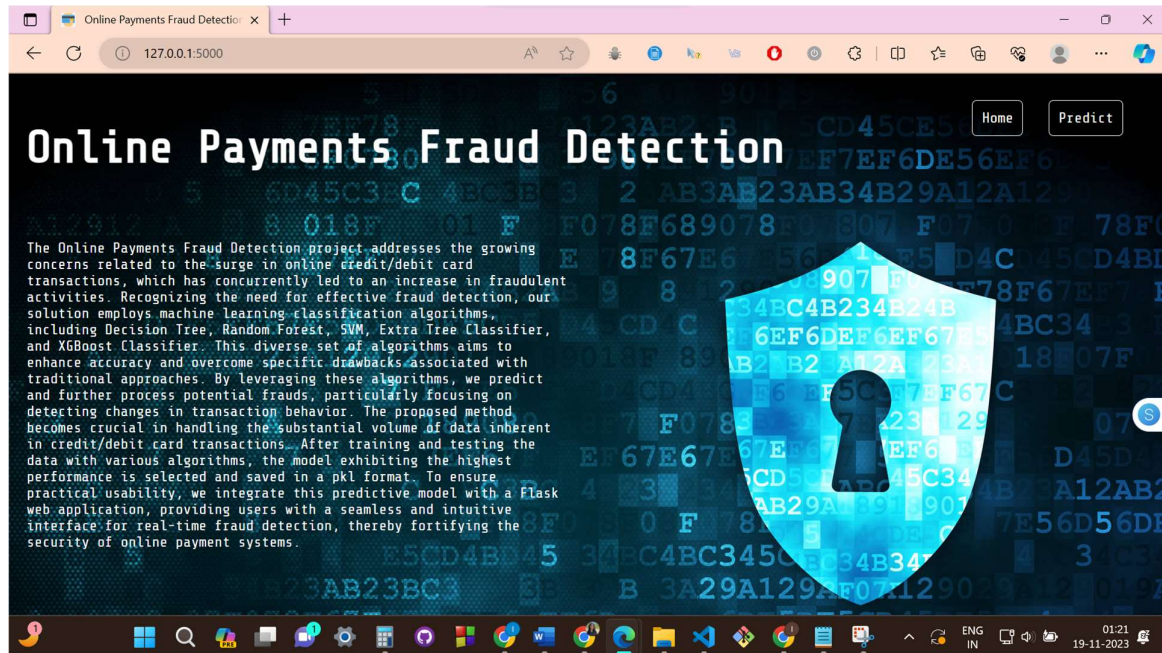 Online Payments Fraud Detection
127.0.0.1:5000
Home
Predict
Online Payments Fraud Detection
The Online Payments Fraud Detection project addresses the growing
concerns related to the surge in online credit/debit card
transactions, which has concurrently led to an increase in fraudulent
activities. Recognizing the need for effective fraud detection, our
solution employs machine learning classification algorithms,
including Decision Tree, Random Forest, SVM, Extra Tree Classifier,
and XGBoost Classifier. This diverse set of algorithms aims to
enhance accuracy and overcome specific drawbacks associated with
traditional approaches. By leveraging these algorithms, we predict
and further process potential frauds, particularly focusing on
detecting changes in transaction behavior. The proposed method
becomes crucial in handling the substantial volume of data inherent
in credit/debit card transactions. After training and testing the
data with various algorithms, the model exhibiting the highest
performance is selected and saved in a pkl format. To ensure
practical usability, we integrate this predictive model with a Flask
web application, providing users with a seamless and intuitive
interface for real-time fraud detection, thereby fortifying the
security of online payment systems.
ENG
IN
01:21
19-11-2023